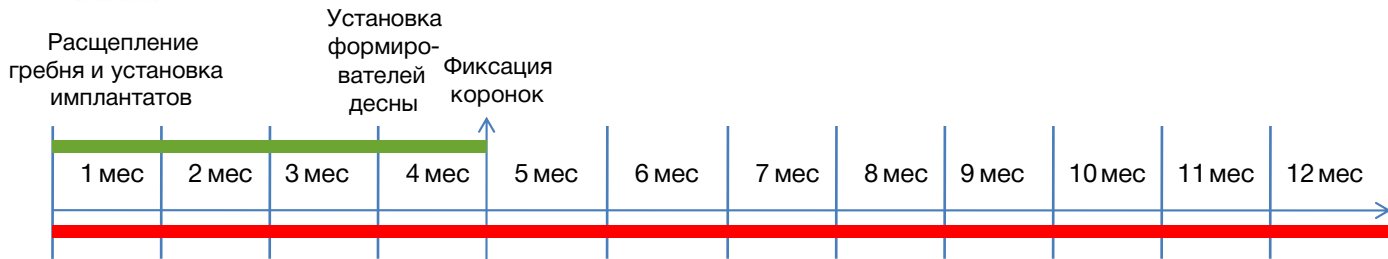 Расщепление
гребня и установка
имплантатов
Установка
формиро-
вателей
десны
Фиксация
коронок
1 мес
2 мес
3 мес
4 мес
5 мес
6 мес
7 мес
8 мес
9 мес
10 мес
11 мес
12 мес